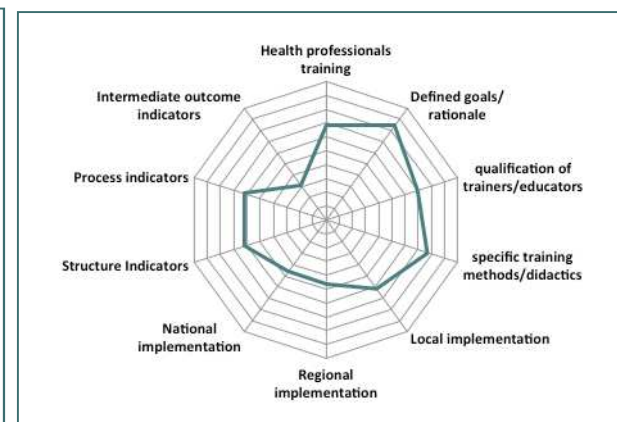 Health professionals
training
Defined goals/
rationale
qualification of
trainers/educators
specific training
methods/didactics
Local implementation
Regional
implementation
National
implementation
Structure Indicators
Process indicators
Intermediate outcome
indicators